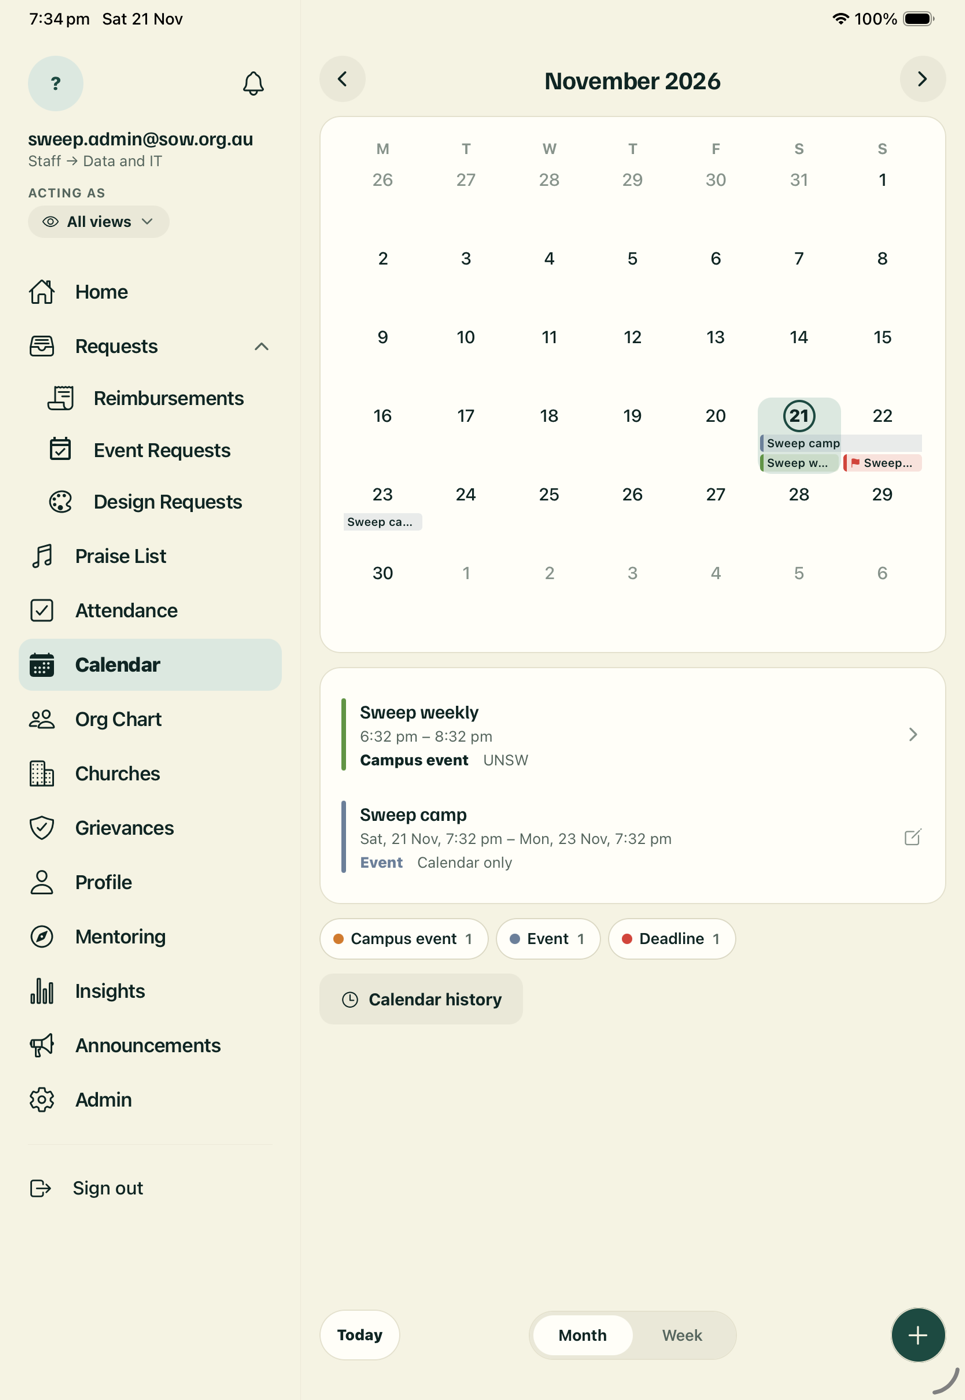 7:34 pm Sat 21 Nov
100%
?
sweep.admin@sow.org.au
Staff → Data and IT
ACTING AS
All views
Home
Requests
Reimbursements
Event Requests
Design Requests
Praise List
Attendance
Calendar
Org Chart
Churches
Grievances
Profile
Mentoring
Insights
Announcements
Admin
Sign out
November 2026
M T W T F S S
26 27 28 29 30 31 1
2 3 4 5 6 7 8
9 10 11 12 13 14 15
16 17 18 19 20 21 22
Sweep camp
Sweep w... Sweep...
23 24 25 26 27 28 29
Sweep ca...
30 1 2 3 4 5 6
Sweep weekly
6:32 pm – 8:32 pm
Campus event UNSW
Sweep camp
Sat, 21 Nov, 7:32 pm – Mon, 23 Nov, 7:32 pm
Event Calendar only
Campus event 1 Event 1 Deadline 1
Calendar history
Today Month Week